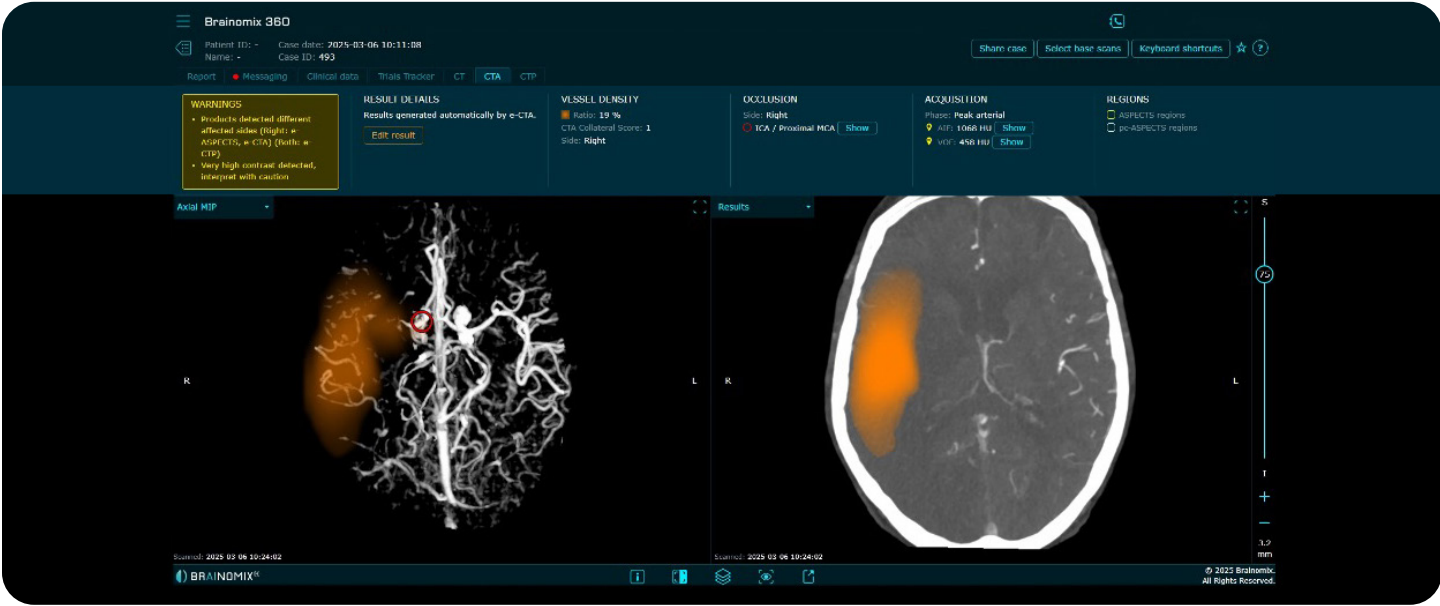 Brainomix 360
Patient ID: - Case date: 2025-03-06 10:11:08
Name: - Case ID: 493
Share case Select base scans Keyboard shortcuts ?
Report Messaging Clinical data Trials Tracker CT CTA CTP
WARNINGS
• Products detected different
affected sides (Right: e-
ASPECTS, e-CTA) (Both: e-
CTP)
• Very high contrast detected,
interpret with caution
RESULT DETAILS
Results generated automatically by e-CTA.
Edit result
VESSEL DENSITY
Ratio: 19 %
CTA Collateral Score: 1
Side: Right
OCCLUSION
Side: Right
ICA / Proximal MCA Show
ACQUISITION
Phase: Peak arterial
AIF: 1068 HU Show
VOF: 456 HU Show
REGIONS
ASPECTS regions
pc-ASPECTS regions
Axial MIP
R
L
Scanned: 2025-03-06 10:24:02
Results
R
L
Scanned: 2025-03-06 10:24:02
S
75
I
+
−
3.2
mm
BRAINOMIX
© 2025 Brainomix.
All Rights Reserved.